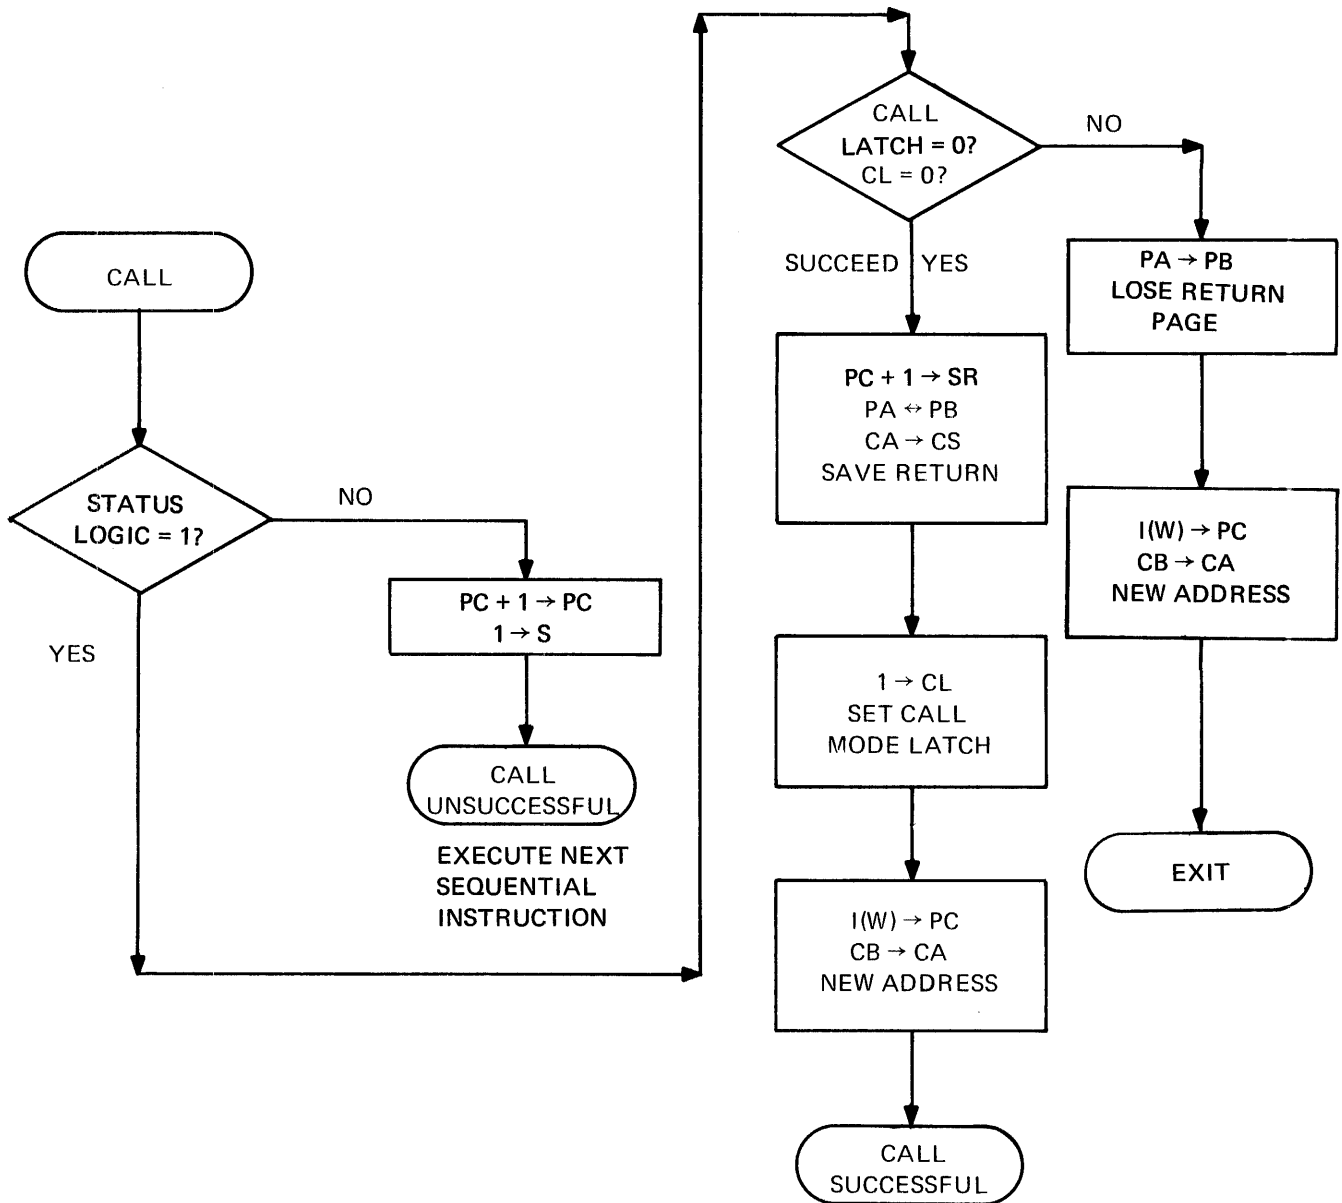 CALL
STATUS
LOGIC = 1?
NO
YES
PC + 1 → PC
1 → S
CALL
UNSUCCESSFUL
EXECUTE NEXT
SEQUENTIAL
INSTRUCTION
CALL
LATCH = 0?
CL = 0?
NO
SUCCEED YES
PC + 1 → SR
PA ↔ PB
CA → CS
SAVE RETURN
1 → CL
SET CALL
MODE LATCH
I(W) → PC
CB → CA
NEW ADDRESS
CALL
SUCCESSFUL
PA → PB
LOSE RETURN
PAGE
I(W) → PC
CB → CA
NEW ADDRESS
EXIT